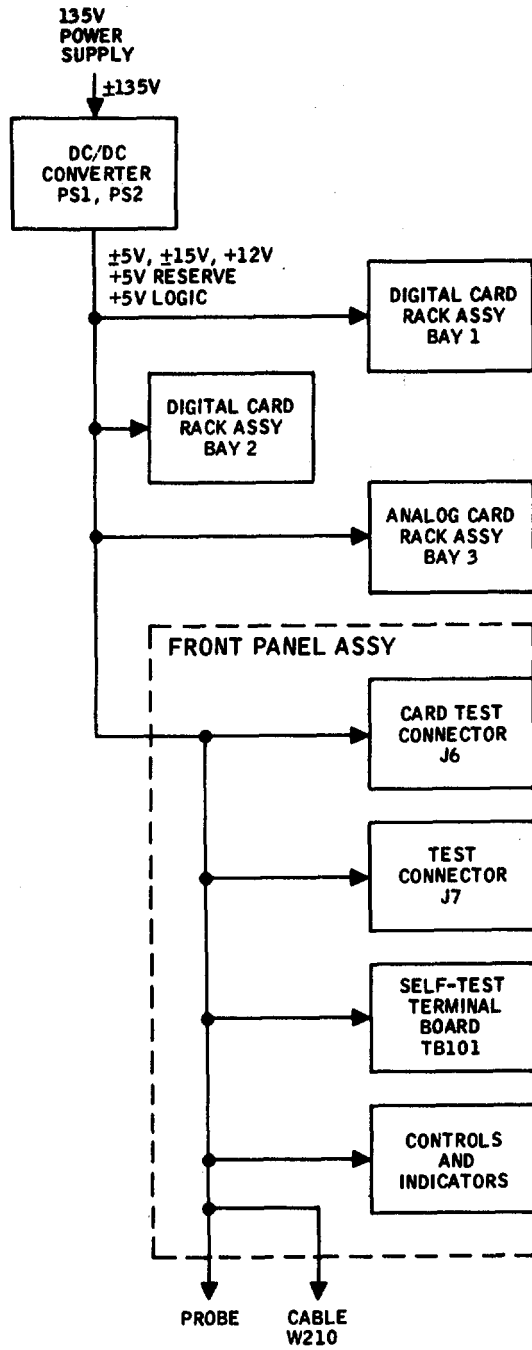 135V
POWER
SUPPLY
±135V
DC/DC
CONVERTER
PS1, PS2
±5V, ±15V, +12V
+5V RESERVE
+5V LOGIC
DIGITAL CARD
RACK ASSY
BAY 1
DIGITAL CARD
RACK ASSY
BAY 2
ANALOG CARD
RACK ASSY
BAY 3
FRONT PANEL ASSY
CARD TEST
CONNECTOR
J6
TEST
CONNECTOR
J7
SELF-TEST
TERMINAL
BOARD
TB101
CONTROLS
AND
INDICATORS
PROBE
CABLE
W210